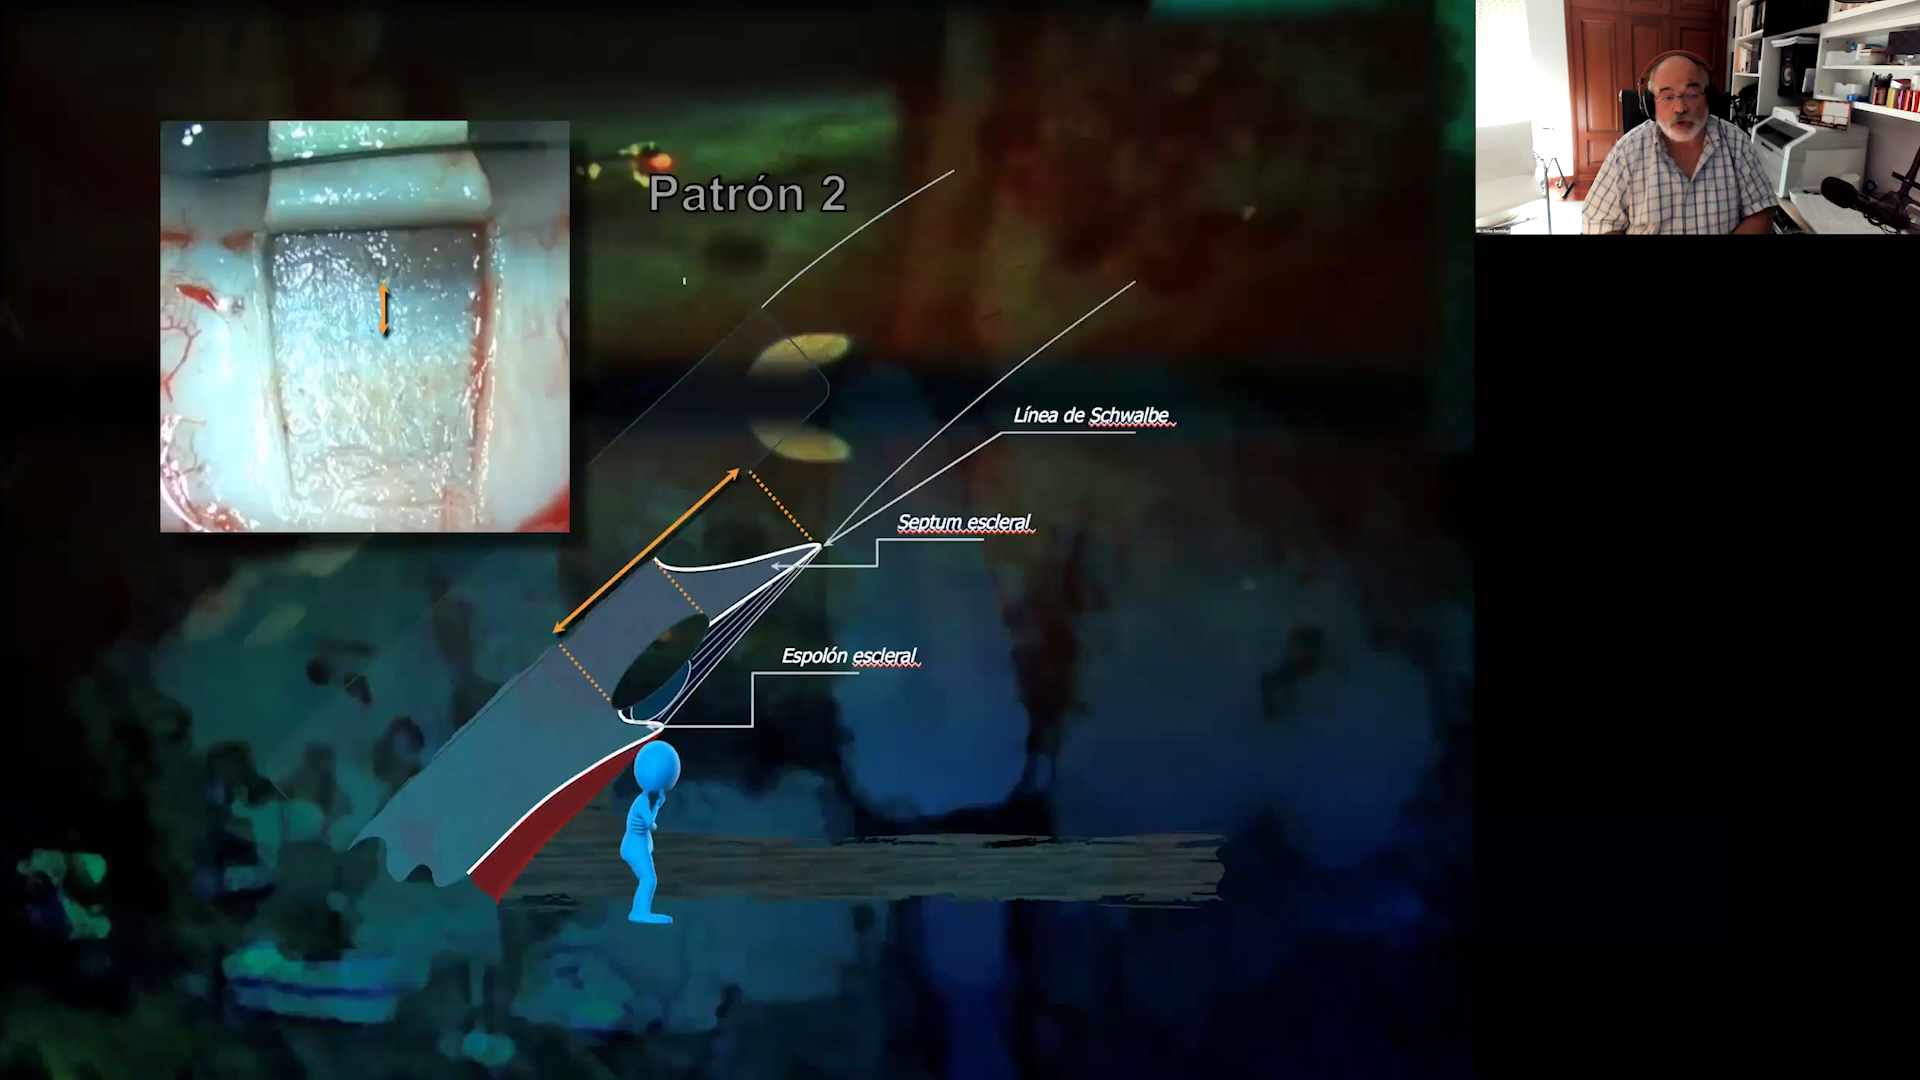 Patrón 2
Línea de Schwalbe
Septum escleral
Espolón escleral